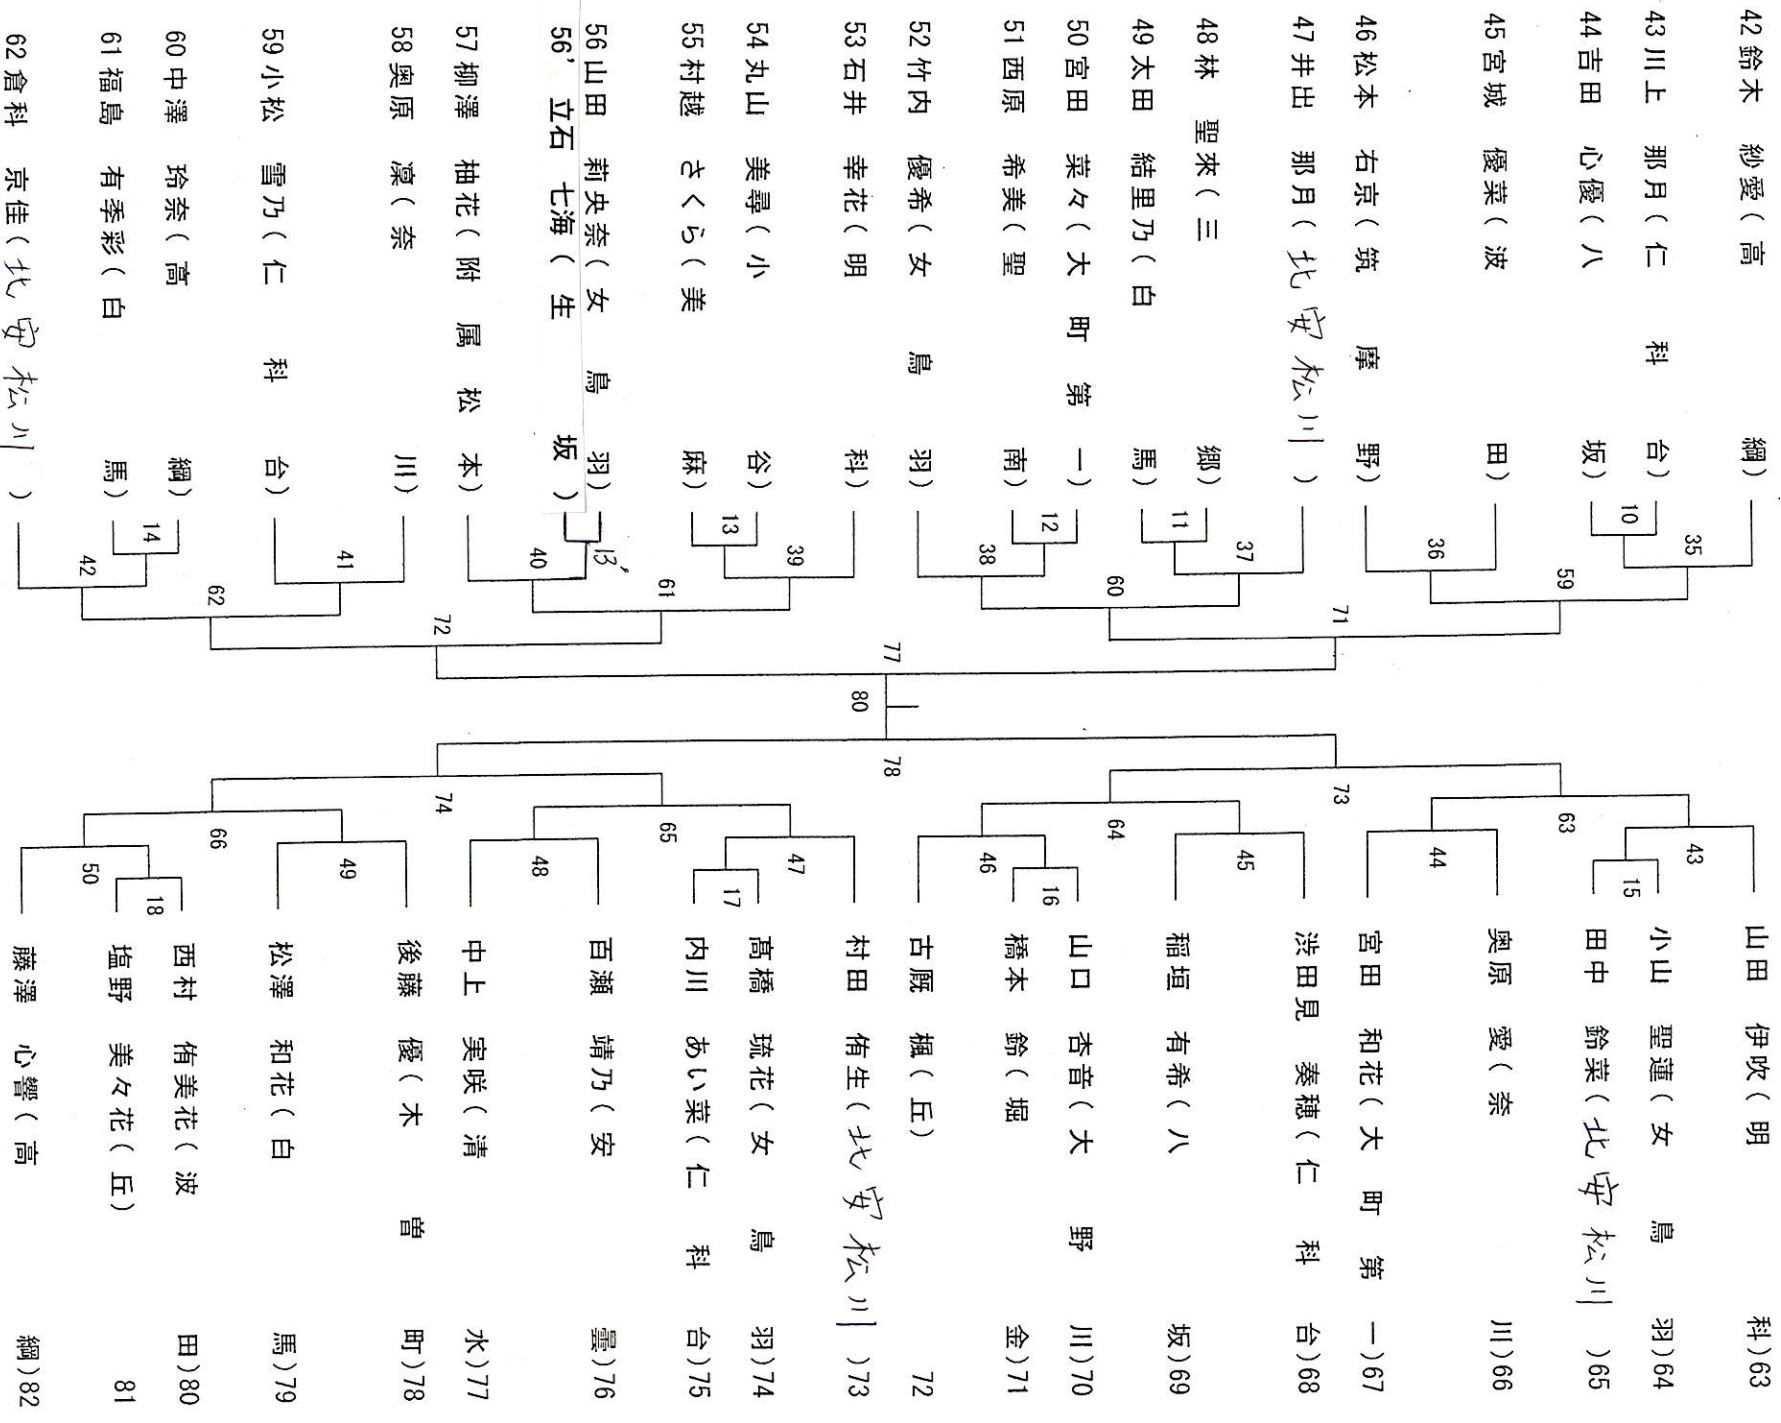 42 鈴木 紗愛(高 綱)
43 川上 那月(仁 科 台)
44 吉田 心優(八 坂)
45 宮城 優菜(波 田)
46 松本 右京(筑 摩 野)
47 井出 那月(北 安 松 川)
48 林 聖來(三 郷)
49 太田 結里乃(白 馬)
50 宮田 菜々(大 町 第 一)
51 西原 希美(聖 南)
52 竹内 優希(女 鳥 羽)
53 石井 幸花(明 科)
54 丸山 美尋(小 谷)
55 村越 さくら(美 麻)
56 山田 莉央奈(女 鳥 羽)
56’ 立石 七海(生 坂)
57 柳澤 柚花(附 属 松 本)
58 奥原 凛(奈 川)
59 小松 雪乃(仁 科 台)
60 中澤 玲奈(高 綱)
61 福島 有季彩(白 馬)
62 倉科 京佳(北 安 松 川)
10
11
12
13
13’
14
35
36
37
38
39
40
41
42
59
60
61
62
71
72
77
80
78
73
74
63
64
65
66
43
44
45
46
47
48
49
50
15
16
17
18
山田 伊吹(明 科)63
小山 聖蓮(女 鳥 羽)64
田中 鈴菜(北 安 松 川)65
奥原 愛(奈 川)66
宮田 和花(大 町 第 一)67
渋田見 奏穂(仁 科 台)68
稲垣 有希(八 坂)69
山口 杏音(大 野 川)70
橋本 鈴(堀 金)71
古厩 楓(丘) 72
村田 侑生(北 安 松 川)73
髙橋 琉花(女 鳥 羽)74
内川 あい菜(仁 科 台)75
百瀬 靖乃(安 曇)76
中上 実咲(清 水)77
後藤 優(木 曽 町)78
松澤 和花(白 馬)79
西村 侑美花(波 田)80
塩野 美々花(丘) 81
藤澤 心響(高 綱)82